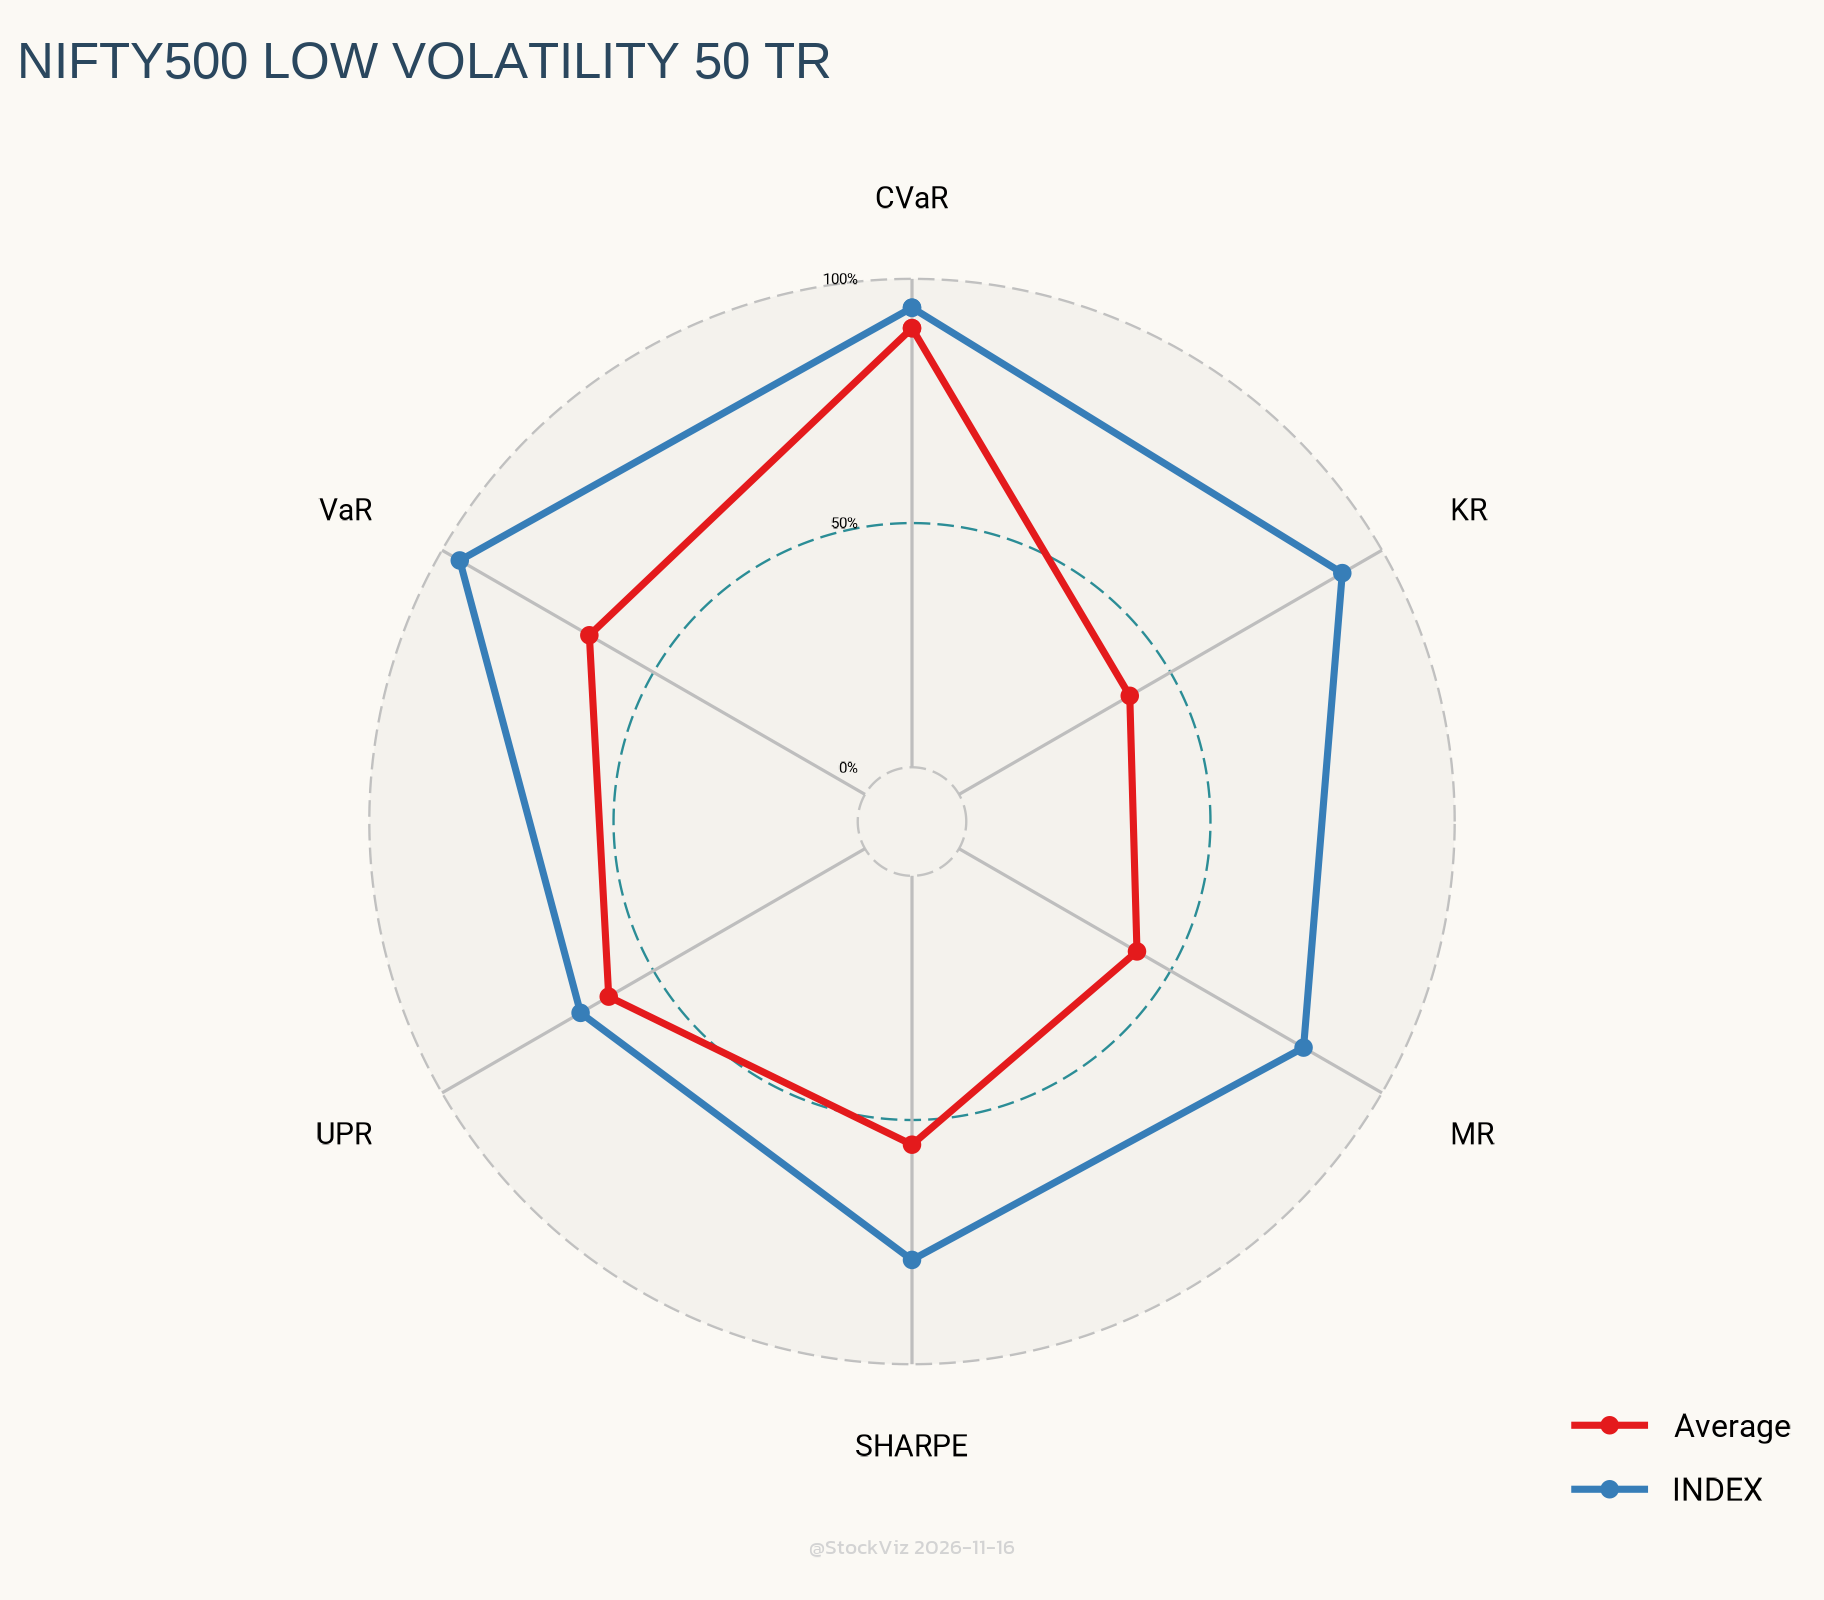 NIFTY500 LOW VOLATILITY 50 TR
CVaR
100%
VaR
KR
50%
0%
UPR
MR
SHARPE
Average
INDEX
@StockViz 2026-11-16